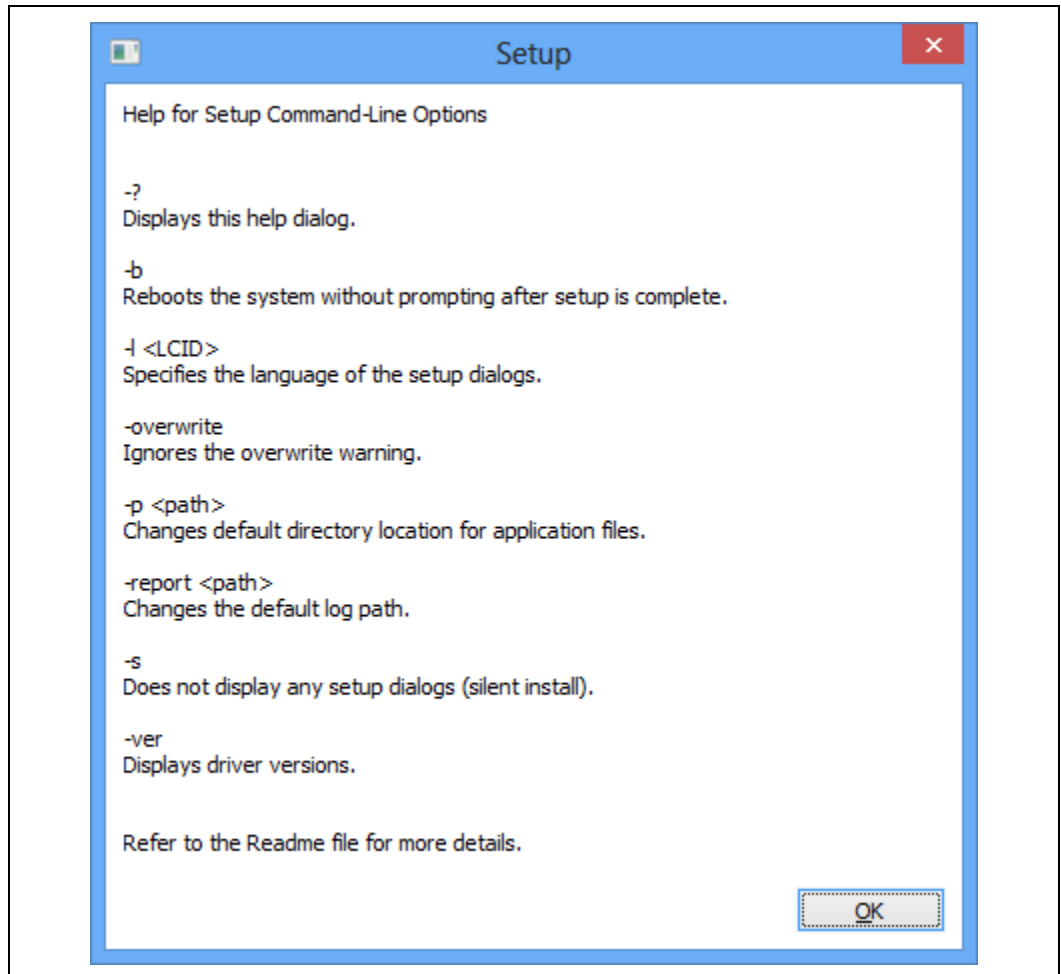 Setup
Help for Setup Command-Line Options
-?
Displays this help dialog.
-b
Reboots the system without prompting after setup is complete.
-l <LCID>
Specifies the language of the setup dialogs.
-overwrite
Ignores the overwrite warning.
-p <path>
Changes default directory location for application files.
-report <path>
Changes the default log path.
-s
Does not display any setup dialogs (silent install).
-ver
Displays driver versions.
Refer to the Readme file for more details.
OK